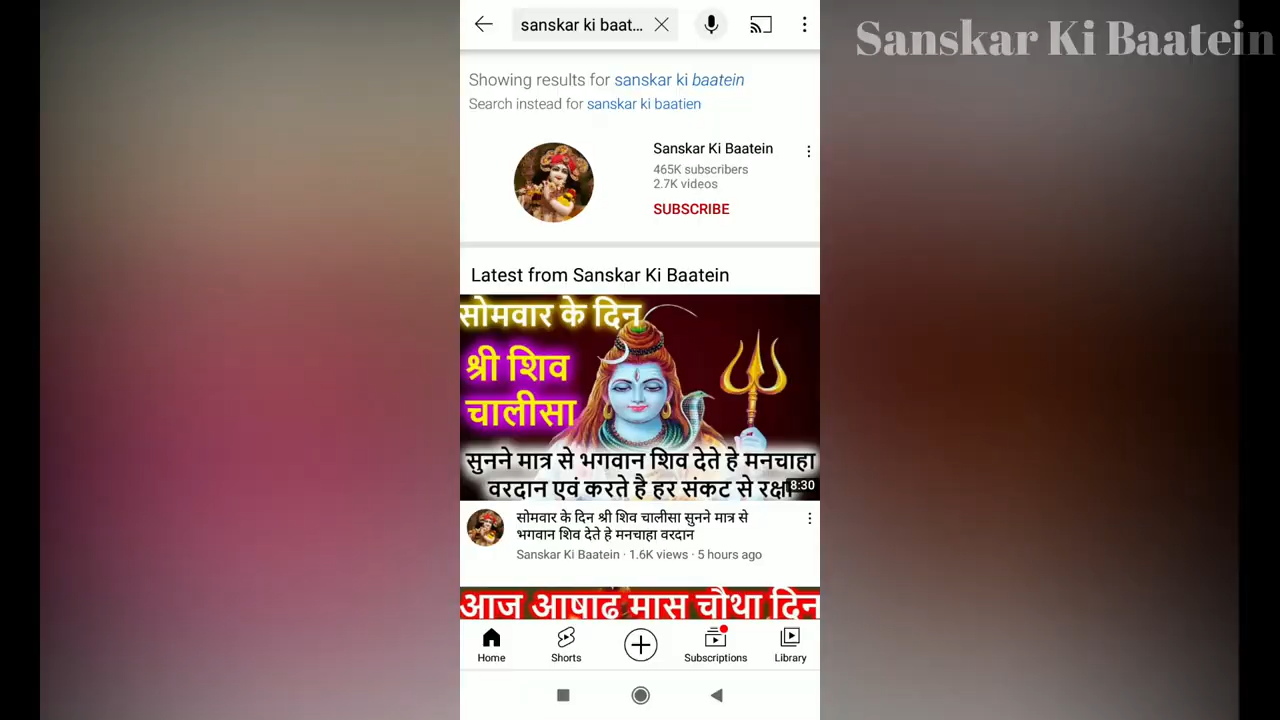 sanskar ki baat...
Sanskar Ki Baatein
Showing results for sanskar ki baatein
Search instead for sanskar ki baatien
Sanskar Ki Baatein
465K subscribers
2.7K videos
SUBSCRIBE
Latest from Sanskar Ki Baatein
सोमवार के दिन
श्री शिव
चालीसा
सुनने मात्र से भगवान शिव देते हे मनचाहा
वरदान एवं करते है हर संकट से रक्षा
8:30
सोमवार के दिन श्री शिव चालीसा सुनने मात्र से
भगवान शिव देते हे मनचाहा वरदान
Sanskar Ki Baatein · 1.6K views · 5 hours ago
आज आषाढ मास चौथा दिन
Home
Shorts
Subscriptions
Library